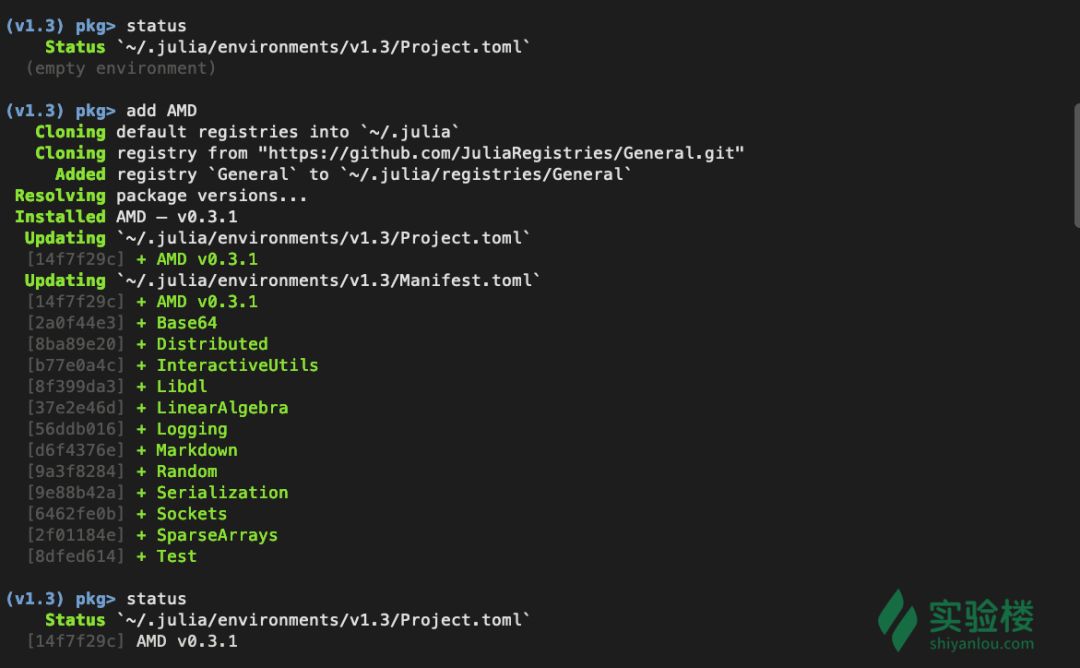 (v1.3) pkg> status
Status `~/.julia/environments/v1.3/Project.toml`
(empty environment)
(v1.3) pkg> add AMD
Cloning default registries into `~/.julia`
Cloning registry from "https://github.com/JuliaRegistries/General.git"
Added registry `General` to `~/.julia/registries/General`
Resolving package versions...
Installed AMD — v0.3.1
Updating `~/.julia/environments/v1.3/Project.toml`
[14f7f29c] + AMD v0.3.1
Updating `~/.julia/environments/v1.3/Manifest.toml`
[14f7f29c] + AMD v0.3.1
[2a0f44e3] + Base64
[8ba89e20] + Distributed
[b77e0a4c] + InteractiveUtils
[8f399da3] + Libdl
[37e2e46d] + LinearAlgebra
[56ddb016] + Logging
[d6f4376e] + Markdown
[9a3f8284] + Random
[9e88b42a] + Serialization
[6462fe0b] + Sockets
[2f01184e] + SparseArrays
[8dfed614] + Test
(v1.3) pkg> status
Status `~/.julia/environments/v1.3/Project.toml`
[14f7f29c] AMD v0.3.1
实验楼
shiyanlou.com